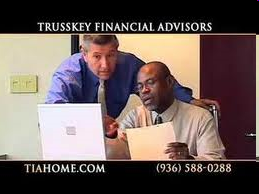 TRUSSKEY FINANCIAL ADVISORS
TIAHOME.COM (936) 588-0288